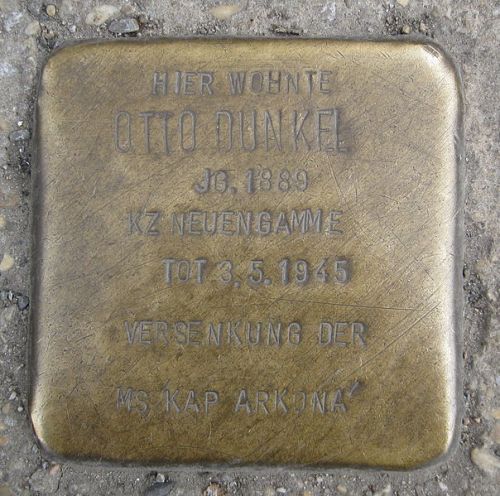 HIER WOHNTE
OTTO DUNKEL
JG. 1889
KZ NEUENGAMME
TOT 3.5.1945
VERSENKUNG DER
MS'KAP ARKONA'